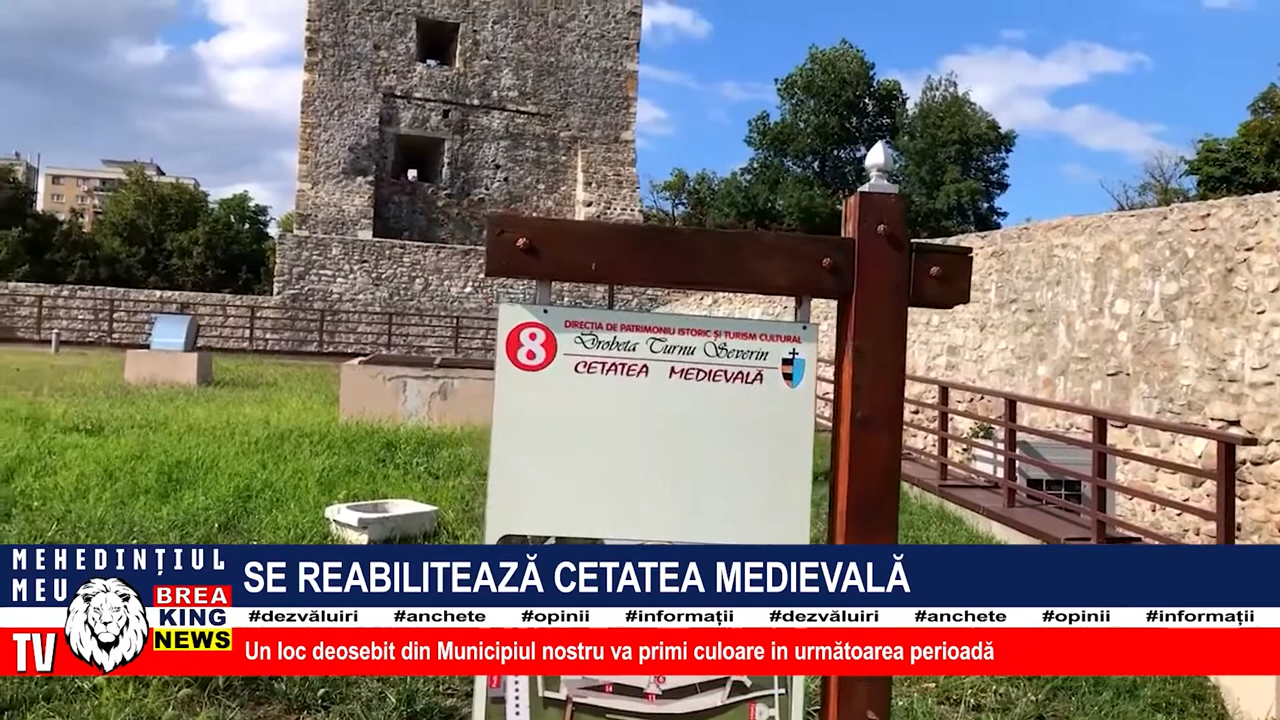 8
DIRECȚIA DE PATRIMONIU ISTORIC ȘI TURISM CULTURAL
Drobeta Turnu Severin
CETATEA MEDIEVALĂ
MEHEDINȚIUL
MEU
TV
BREA
KING
NEWS
SE REABILITEAZĂ CETATEA MEDIEVALĂ
#dezvăluiri #anchete #opinii #informații #dezvăluiri #anchete #opinii #informații
Un loc deosebit din Municipiul nostru va primi culoare in următoarea perioadă
14